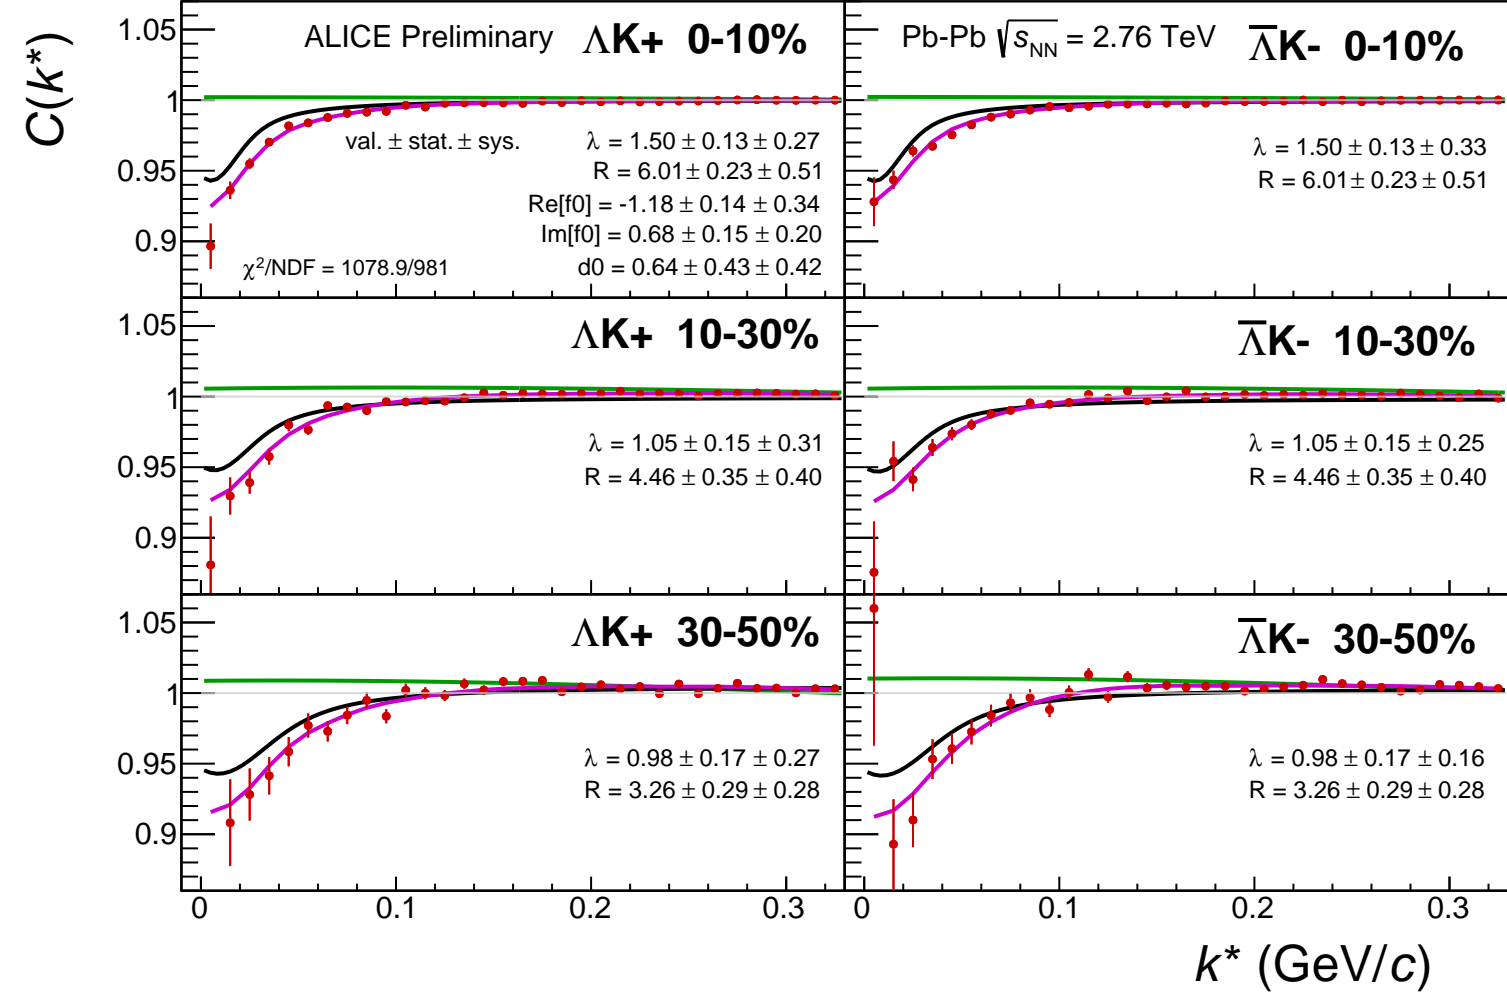 C(k*)
ALICE Preliminary ΛK+ 0-10%
1.05
1
0.95
0.9
val. ± stat. ± sys.
λ = 1.50 ± 0.13 ± 0.27
R = 6.01 ± 0.23 ± 0.51
Re[f0] = -1.18 ± 0.14 ± 0.34
Im[f0] = 0.68 ± 0.15 ± 0.20
d0 = 0.64 ± 0.43 ± 0.42
χ²/NDF = 1078.9/981
Pb-Pb √sNN = 2.76 TeV Λ̅K- 0-10%
λ = 1.50 ± 0.13 ± 0.33
R = 6.01 ± 0.23 ± 0.51
ΛK+ 10-30%
1.05
1
0.95
0.9
λ = 1.05 ± 0.15 ± 0.31
R = 4.46 ± 0.35 ± 0.40
Λ̅K- 10-30%
λ = 1.05 ± 0.15 ± 0.25
R = 4.46 ± 0.35 ± 0.40
ΛK+ 30-50%
1.05
1
0.95
0.9
λ = 0.98 ± 0.17 ± 0.27
R = 3.26 ± 0.29 ± 0.28
Λ̅K- 30-50%
λ = 0.98 ± 0.17 ± 0.16
R = 3.26 ± 0.29 ± 0.28
0 0.1 0.2 0.3
0 0.1 0.2 0.3
k* (GeV/c)